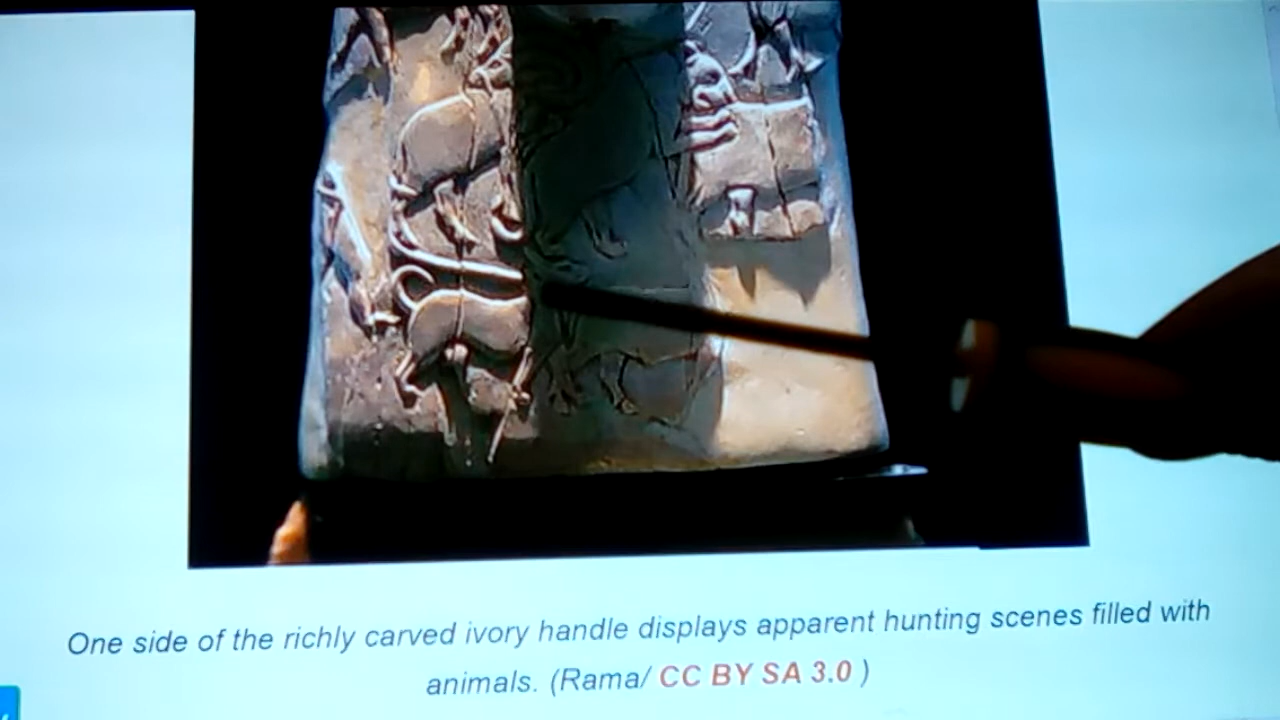 One side of the richly carved ivory handle displays apparent hunting scenes filled with
animals. (Rama/ CC BY SA 3.0 )